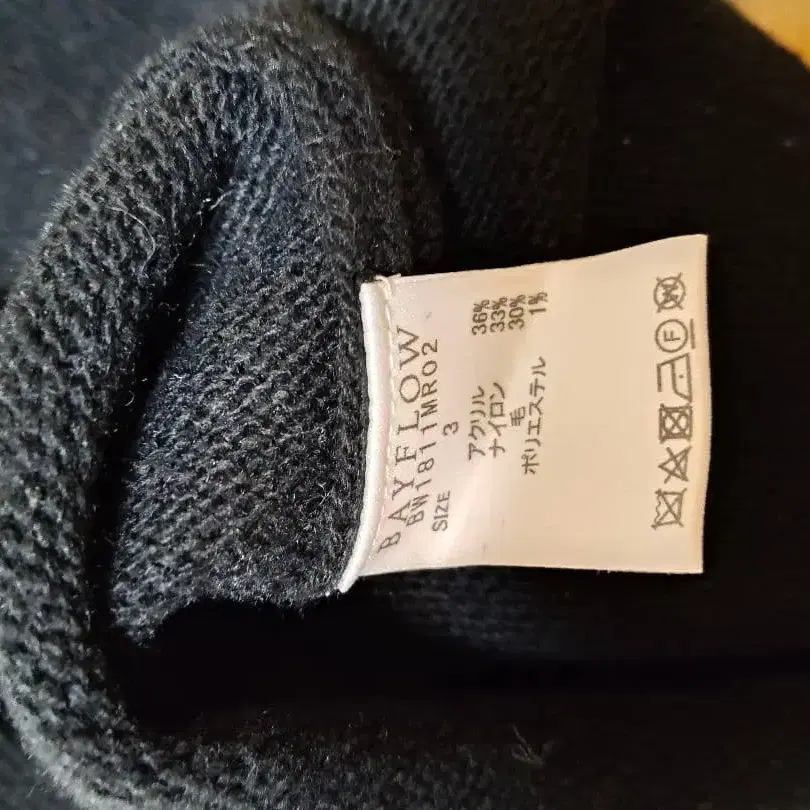 BAYFLOW
BW1811MR02
SIZE 3
アクリル 36%
ナイロン 33%
毛 30%
ポリエステル 1%
F
W